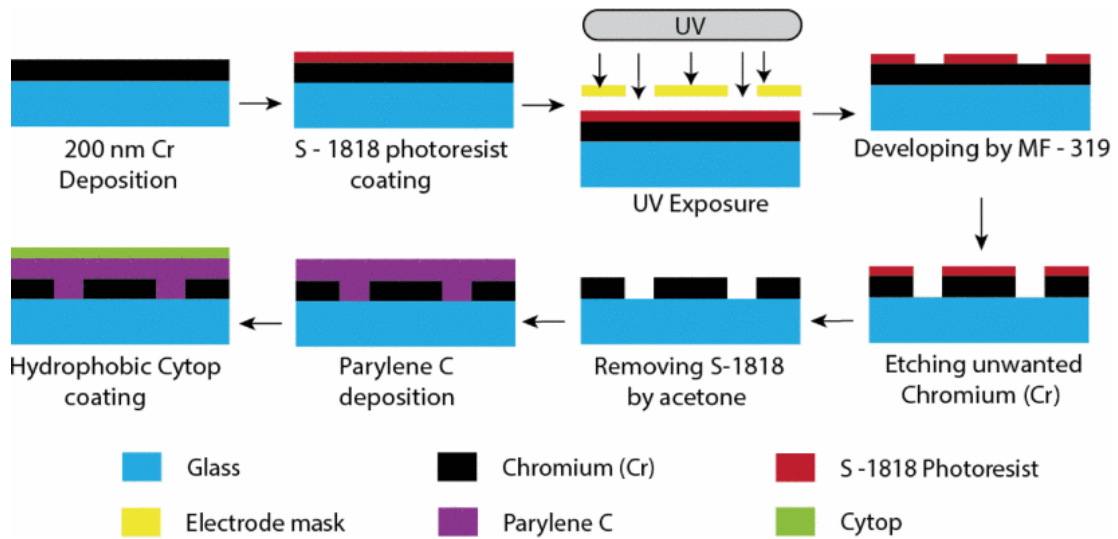 UV
200 nm Cr
Deposition
S - 1818 photoresist
coating
UV Exposure
Developing by MF - 319
Hydrophobic Cytop
coating
Parylene C
deposition
Removing S-1818
by acetone
Etching unwanted
Chromium (Cr)
Glass
Chromium (Cr)
S -1818 Photoresist
Electrode mask
Parylene C
Cytop